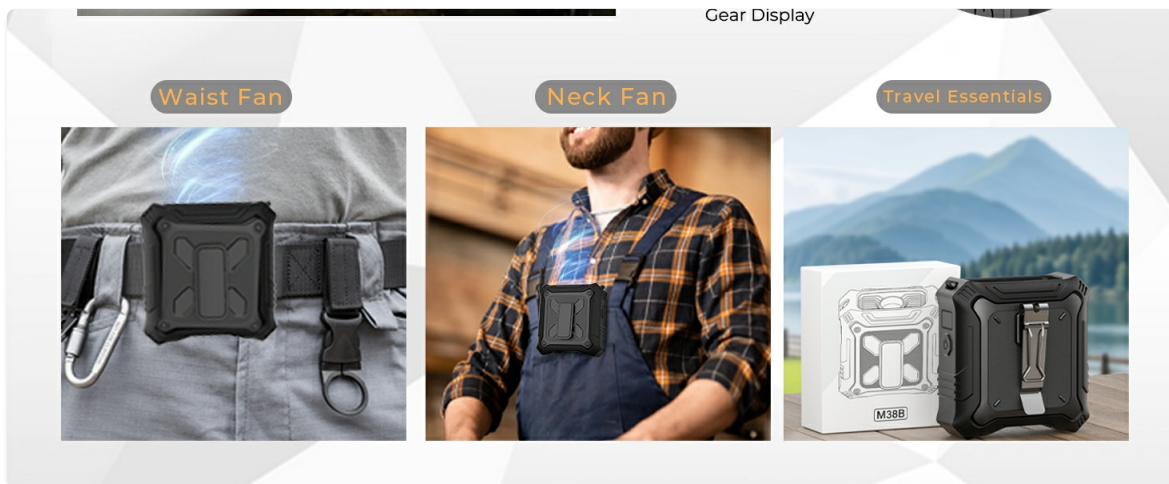 Gear Display
Waist Fan
Neck Fan
Travel Essentials
M38B